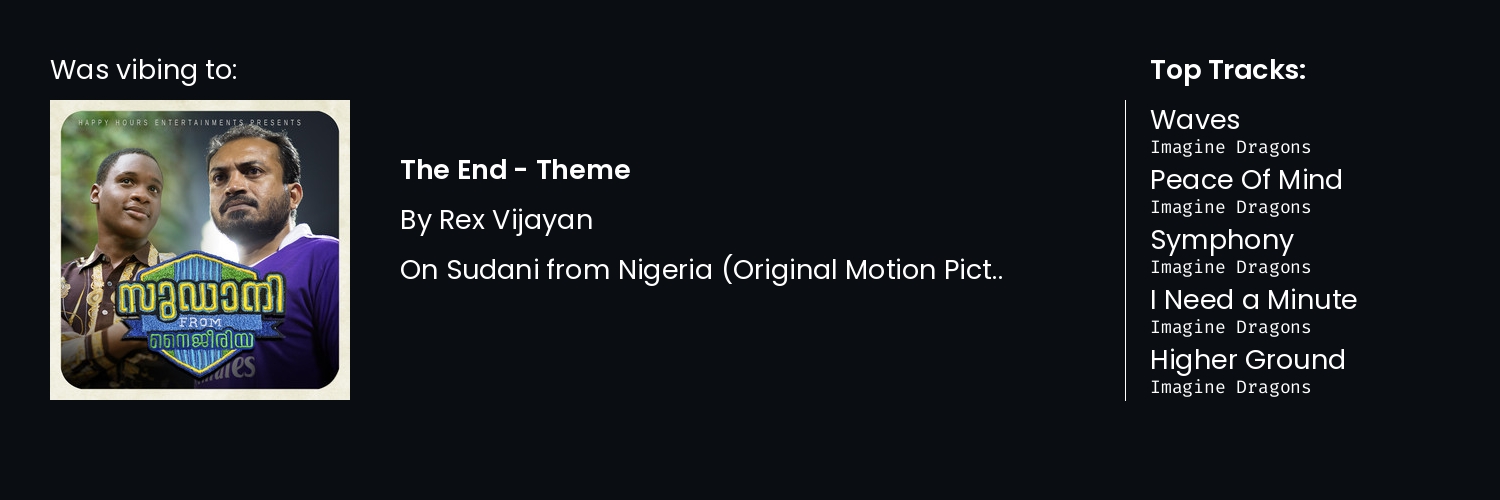 Was vibing to:
HAPPY HOURS ENTERTAINMENTS PRESENTS
സുഡാനി
FROM
നൈജീരിയ
The End - Theme
By Rex Vijayan
On Sudani from Nigeria (Original Motion Pict..
Top Tracks:
Waves
Imagine Dragons
Peace Of Mind
Imagine Dragons
Symphony
Imagine Dragons
I Need a Minute
Imagine Dragons
Higher Ground
Imagine Dragons